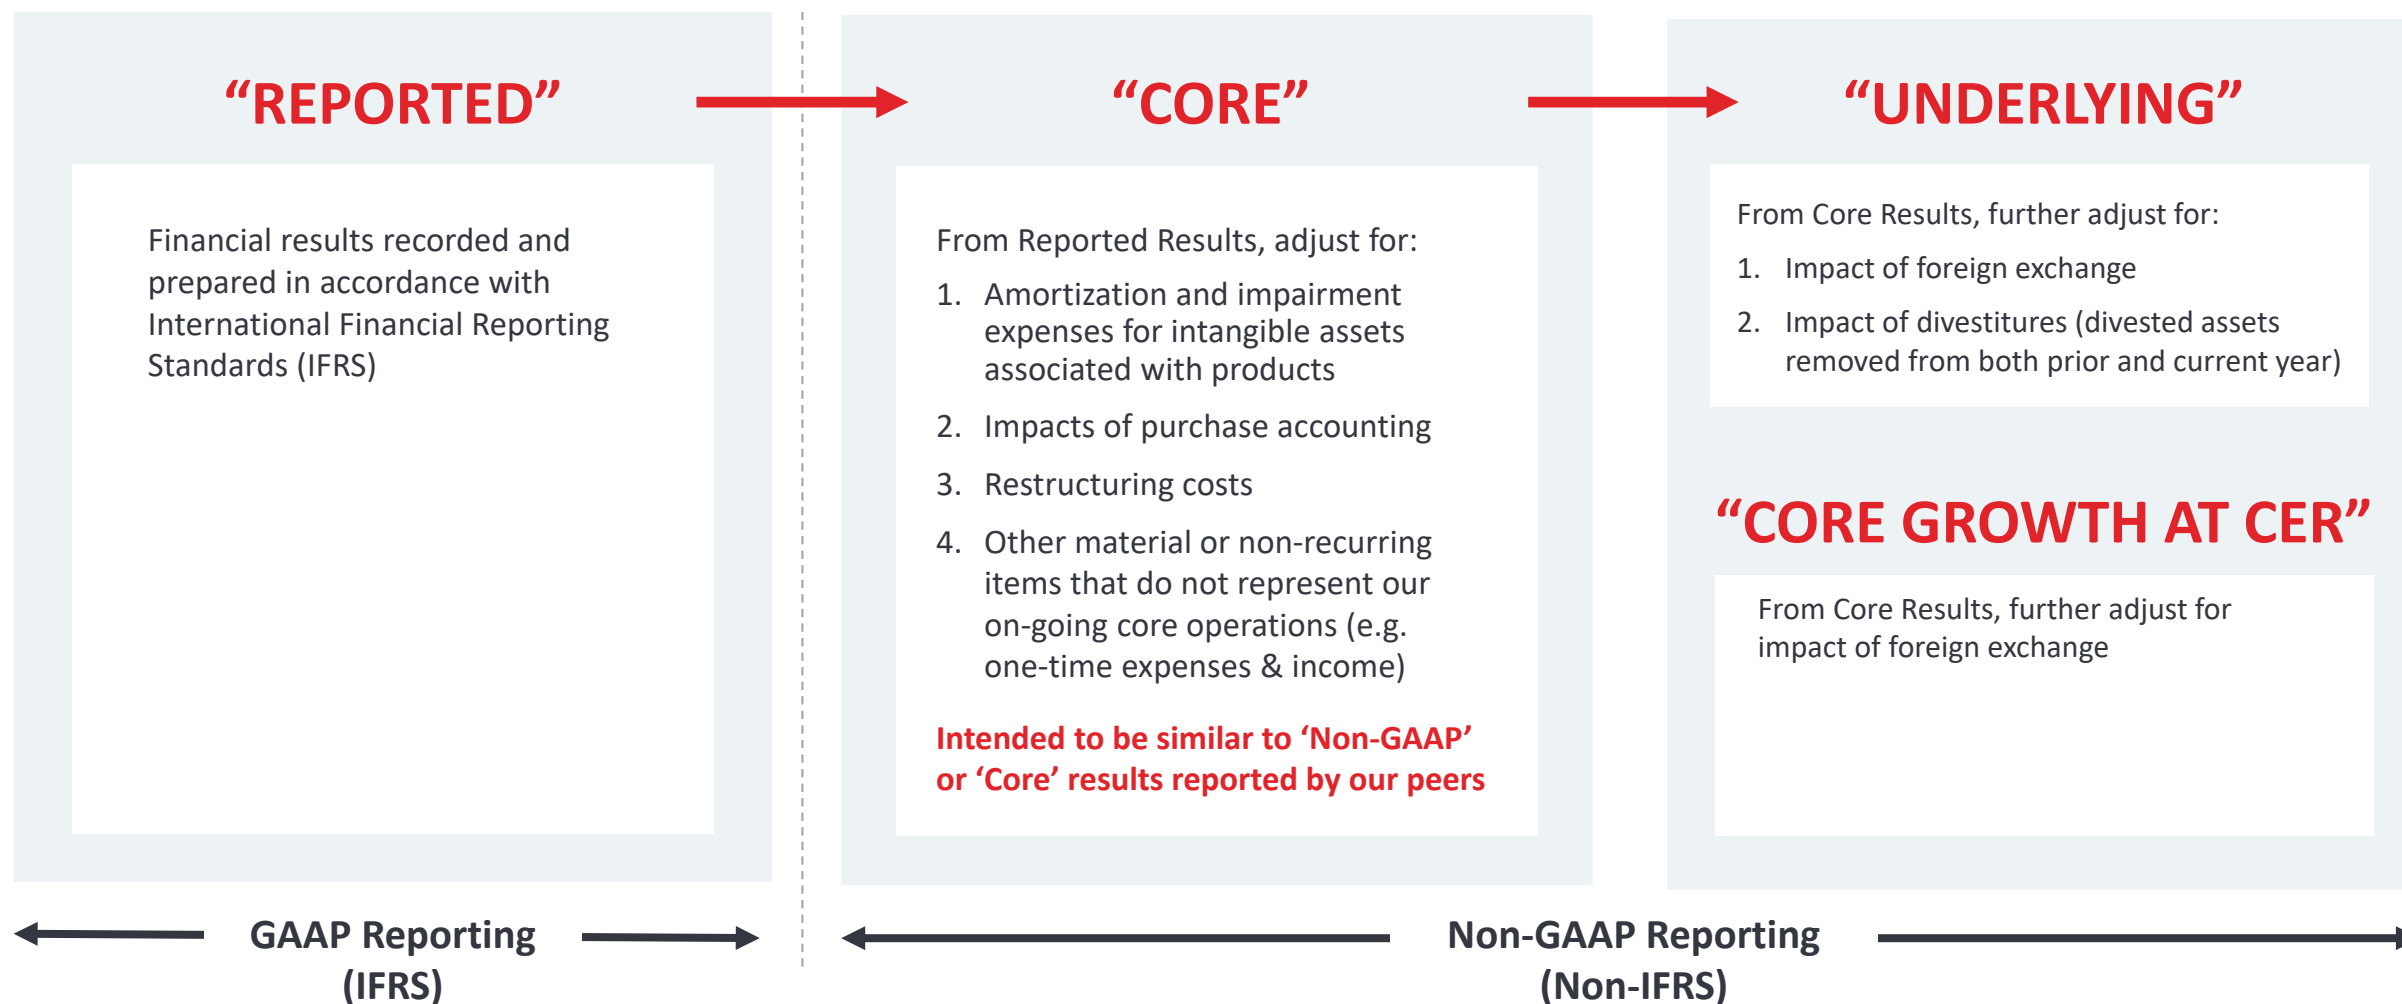 “REPORTED”
Financial results recorded and
prepared in accordance with
International Financial Reporting
Standards (IFRS)
“CORE”
From Reported Results, adjust for:
1. Amortization and impairment
expenses for intangible assets
associated with products
2. Impacts of purchase accounting
3. Restructuring costs
4. Other material or non-recurring
items that do not represent our
on-going core operations (e.g.
one-time expenses & income)
Intended to be similar to ‘Non-GAAP’
or ‘Core’ results reported by our peers
“UNDERLYING”
From Core Results, further adjust for:
1. Impact of foreign exchange
2. Impact of divestitures (divested assets
removed from both prior and current year)
“CORE GROWTH AT CER”
From Core Results, further adjust for
impact of foreign exchange
GAAP Reporting
(IFRS)
Non-GAAP Reporting
(Non-IFRS)